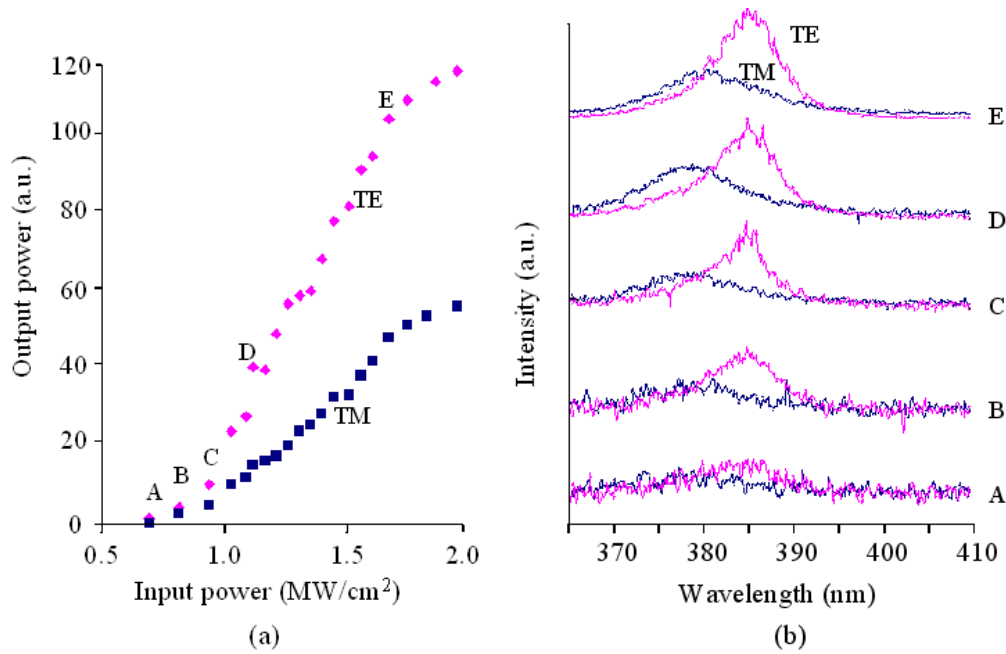 120
100
80
60
40
20
0
0.5 1.0 1.5 2.0
Output power (a.u.)
Input power (MW/cm²)
A
B
C
D
E
TE
TM
(a)
TE
TM
E
D
C
B
A
Intensity (a.u.)
370 380 390 400 410
Wavelength (nm)
(b)